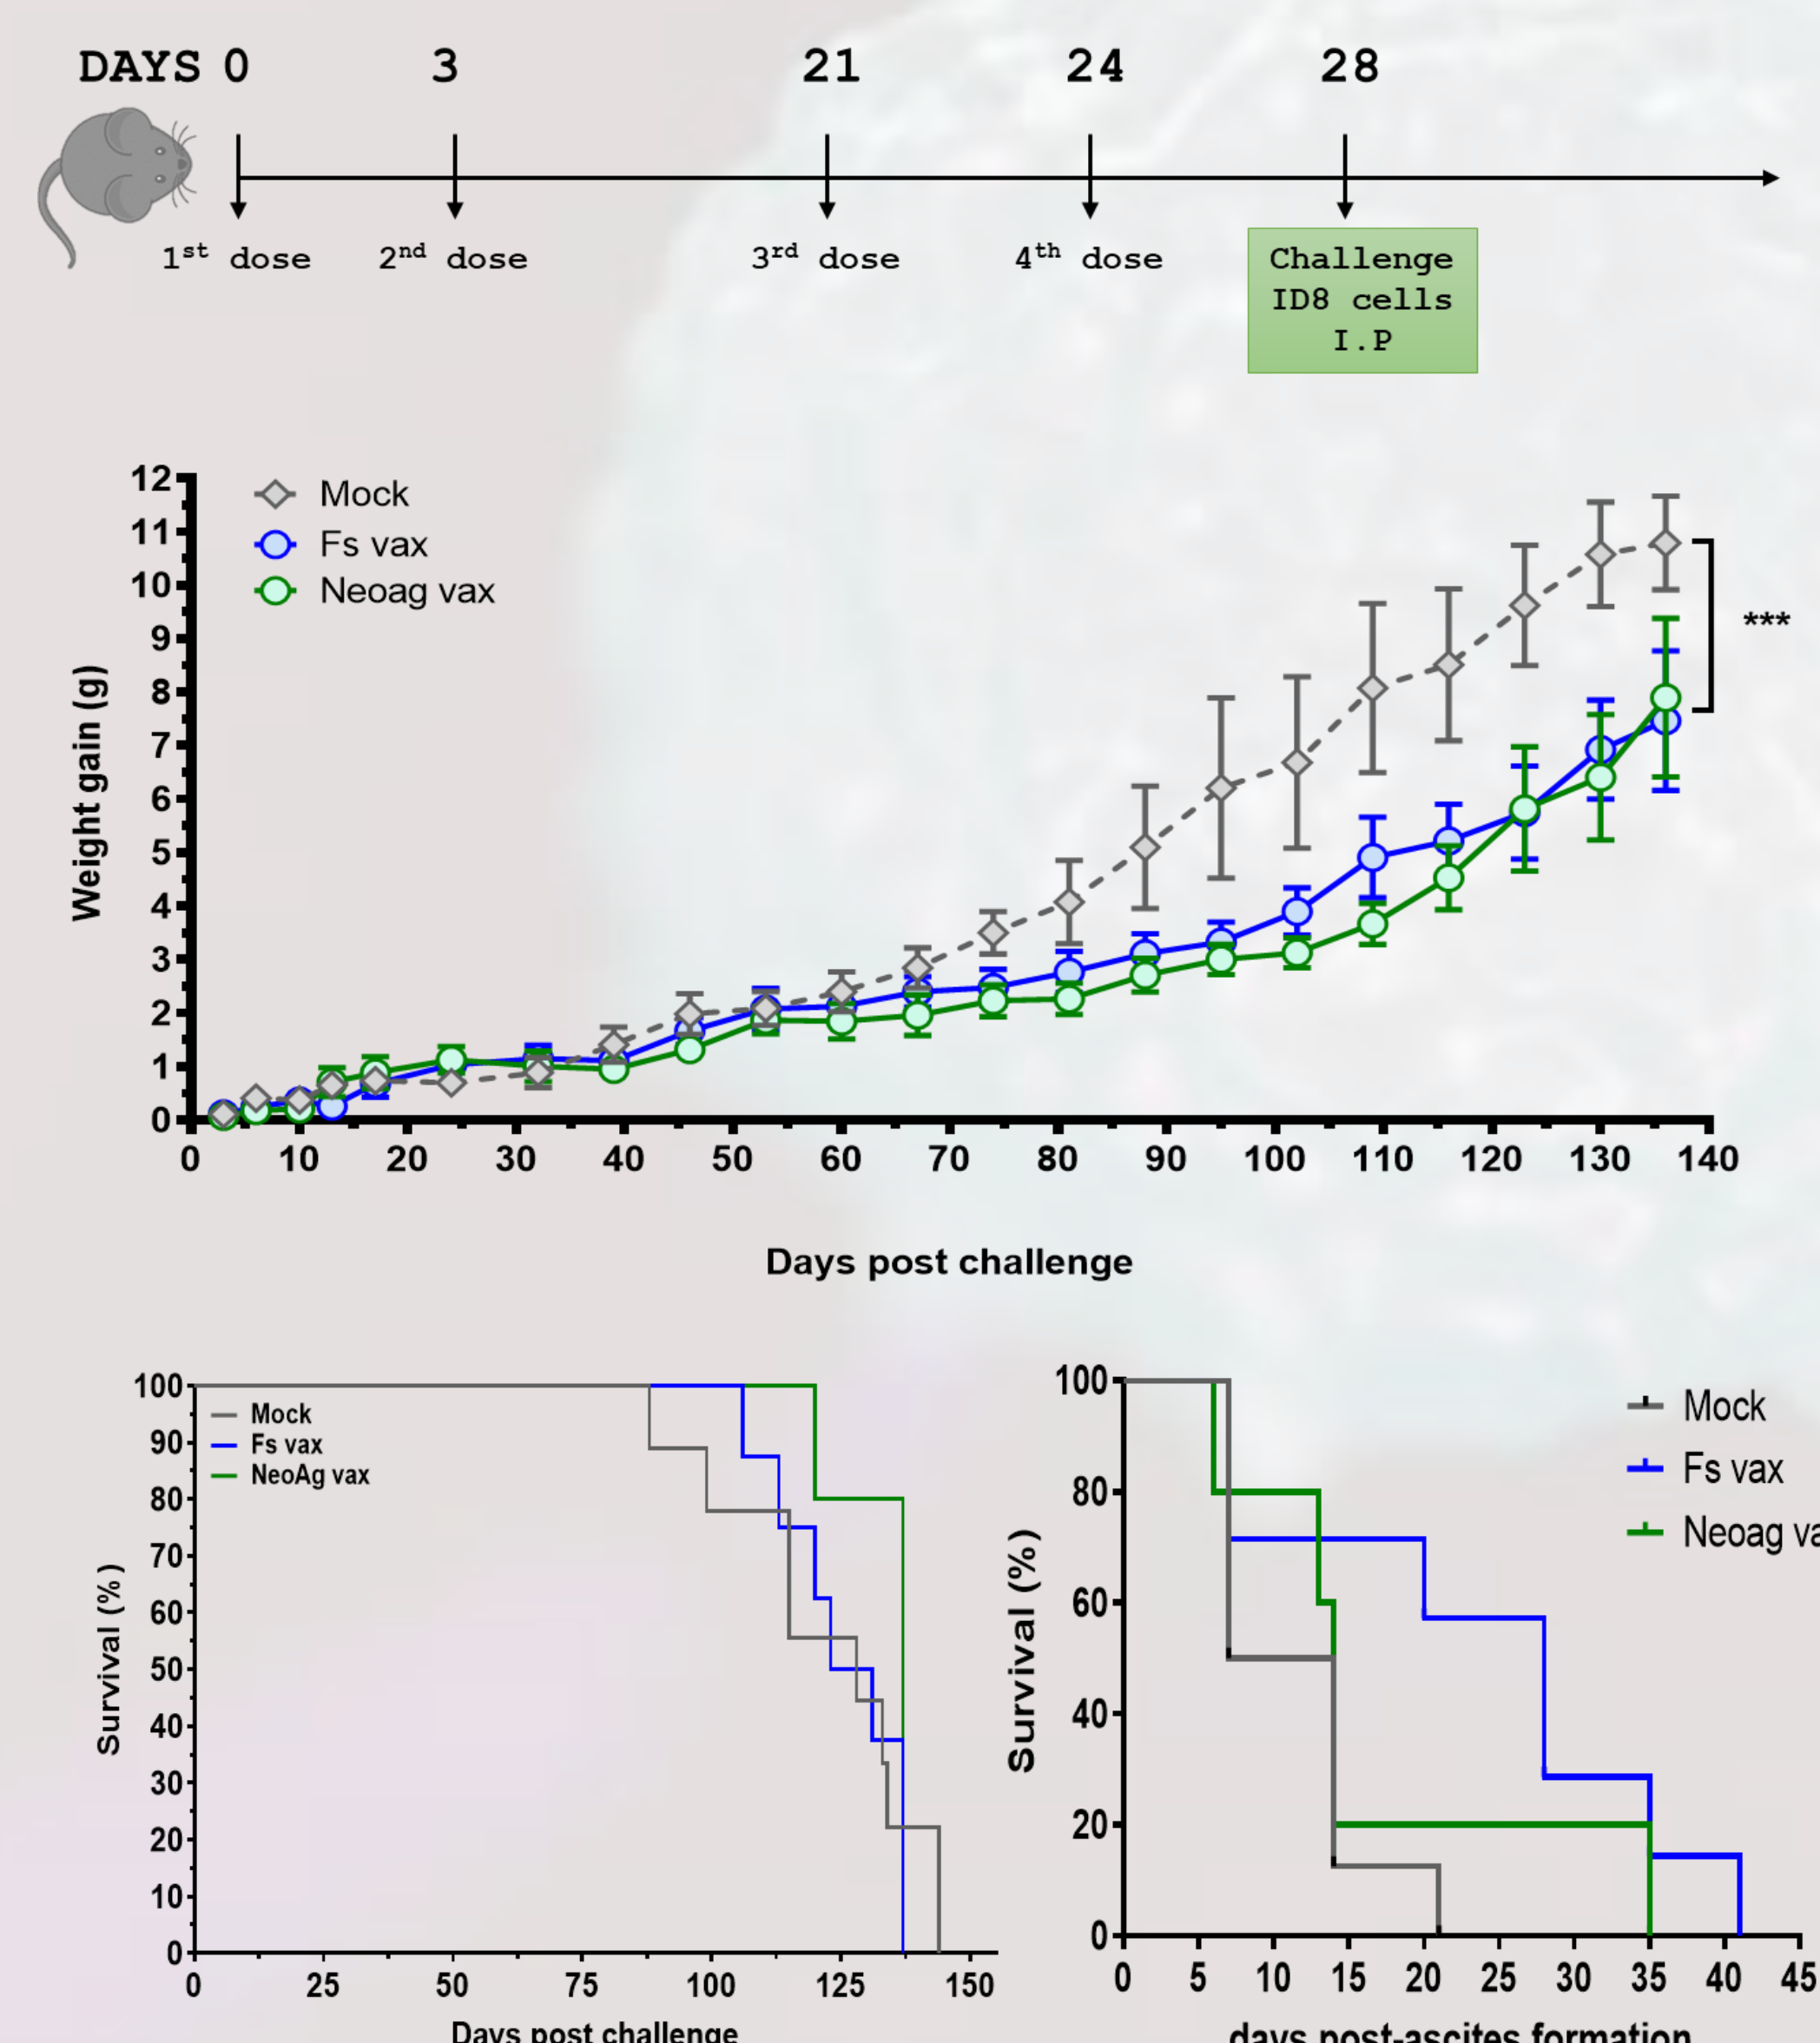 DAYS 0 3 21 24 28
1st dose 2nd dose 3rd dose 4th dose
Challenge
ID8 cells
I.P
Mock
Fs vax
Neoag vax
12
11
10
9
8
7
6
5
4
3
2
1
0
Weight gain (g)
***
0 10 20 30 40 50 60 70 80 90 100 110 120 130 140
Days post challenge
100
90
80
70
60
50
40
30
20
10
0
Survival (%)
Mock
Fs vax
NeoAg vax
0 25 50 75 100 125 150
Days post challenge
100
80
60
40
20
0
Survival (%)
Mock
Fs vax
Neoag va
0 5 10 15 20 25 30 35 40 45
days post-ascites formation